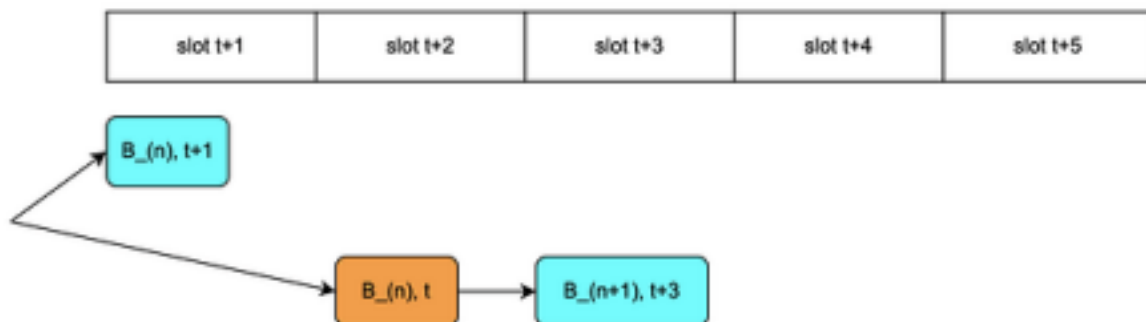 slot t+1 slot t+2 slot t+3 slot t+4 slot t+5
B_(n), t+1
B_(n), t B_(n+1), t+3